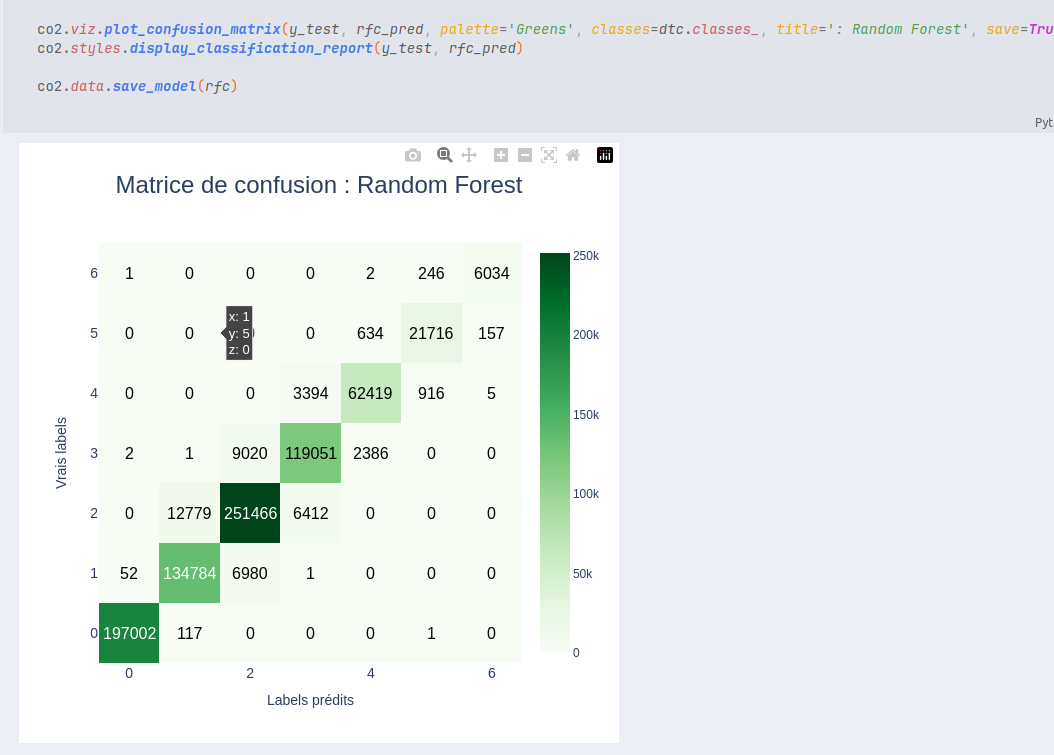 co2.viz.plot_confusion_matrix(y_test, rfc_pred, palette='Greens', classes=dtc.classes_, title=': Random Forest', save=Tru
co2.styles.display_classification_report(y_test, rfc_pred)
co2.data.save_model(rfc)
Pyt
Matrice de confusion : Random Forest
6 1 0 0 0 2 246 6034
5 0 0 0 634 21716 157
x: 1
y: 5
z: 0
4 0 0 0 3394 62419 916 5
3 2 1 9020 119051 2386 0 0
2 0 12779 251466 6412 0 0 0
1 52 134784 6980 1 0 0 0
0 197002 117 0 0 0 1 0
0 2 4 6
Labels prédits
Vrais labels
250k
200k
150k
100k
50k
0